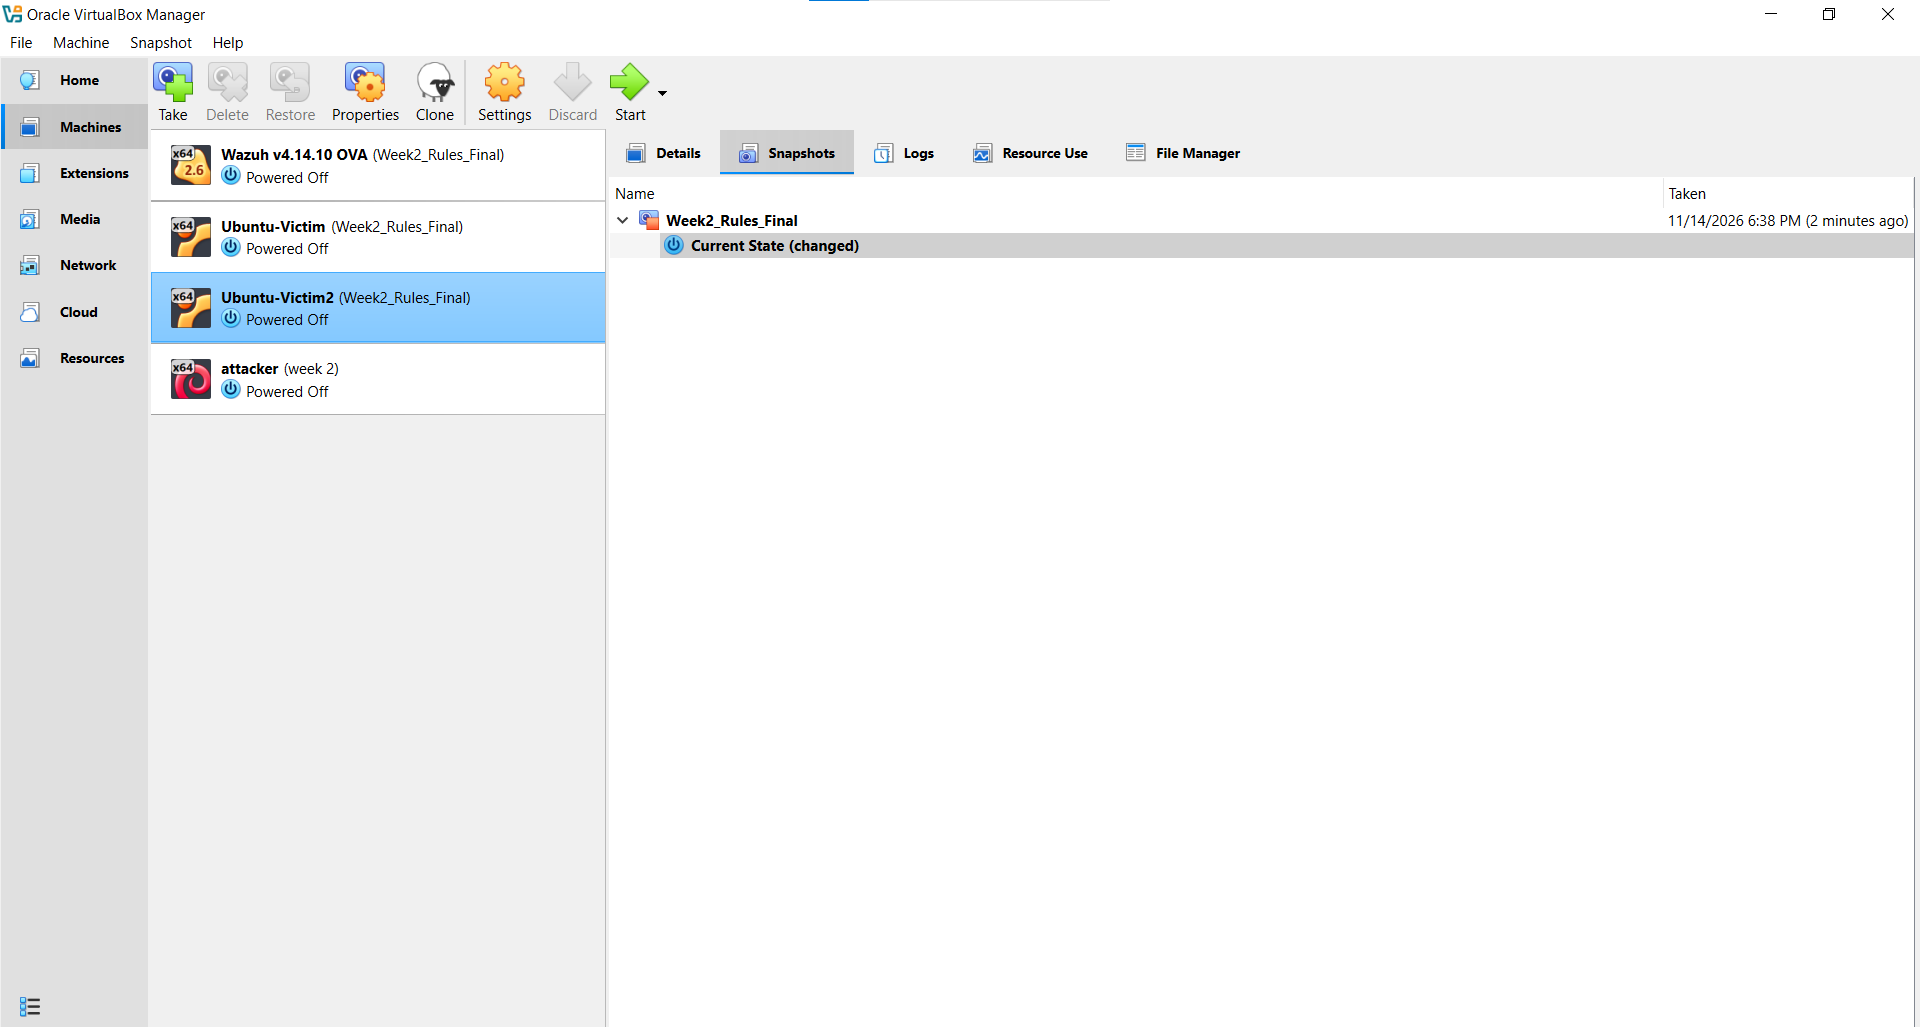 Oracle VirtualBox Manager
File Machine Snapshot Help
Home
Machines
Extensions
Media
Network
Cloud
Resources
Take Delete Restore Properties Clone Settings Discard Start
x64 2.6 Wazuh v4.14.10 OVA (Week2_Rules_Final)
Powered Off
x64 Ubuntu-Victim (Week2_Rules_Final)
Powered Off
x64 Ubuntu-Victim2 (Week2_Rules_Final)
Powered Off
x64 attacker (week 2)
Powered Off
Details Snapshots Logs Resource Use File Manager
Name Taken
Week2_Rules_Final 11/14/2026 6:38 PM (2 minutes ago)
Current State (changed)